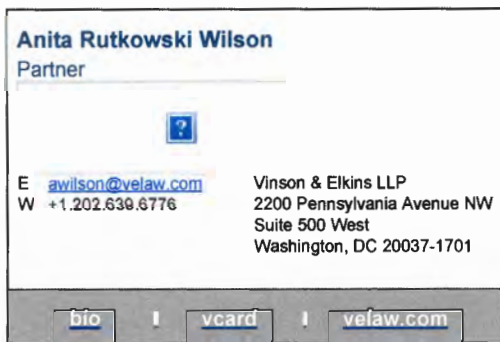 Anita Rutkowski Wilson
Partner
?
E awilson@velaw.com
W +1.202.639.6776
Vinson & Elkins LLP
2200 Pennsylvania Avenue NW
Suite 500 West
Washington, DC 20037-1701
bio | vcard | velaw.com